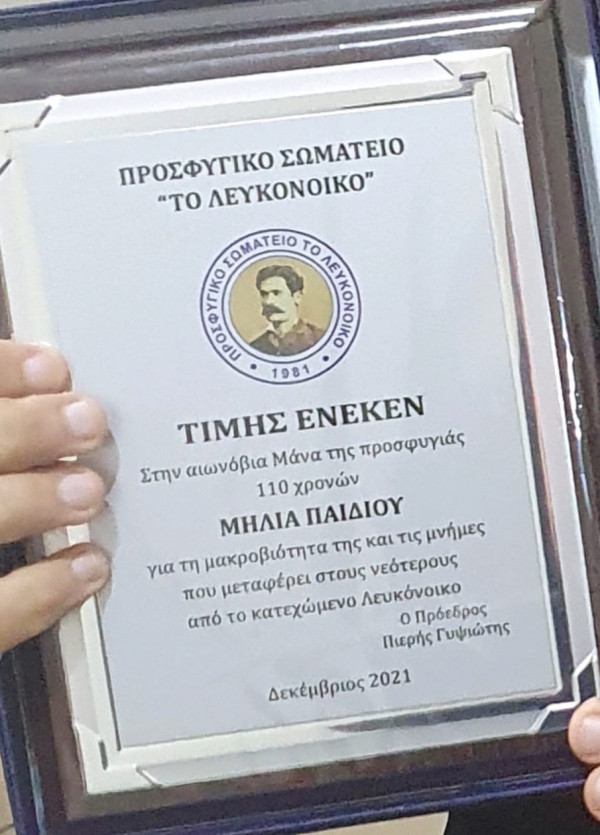 ΠΡΟΣΦΥΓΙΚΟ ΣΩΜΑΤΕΙΟ
“ΤΟ ΛΕΥΚΟΝΟΙΚΟ”
ΠΡΟΣΦΥΓΙΚΟ ΣΩΜΑΤΕΙΟ ΤΟ ΛΕΥΚΟΝΟΙΚΟ
• 1981 •
ΤΙΜΗΣ ΕΝΕΚΕΝ
Στην αιωνόβια Μάνα της προσφυγιάς
110 χρονών
ΜΗΛΙΑ ΠΑΙΔΙΟΥ
για τη μακροβιότητα της και τις μνήμες
που μεταφέρει στους νεότερους
από το κατεχώμενο Λευκόνοικο
Ο Πρόεδρος
Πιερής Γυψιώτης
Δεκέμβριος 2021